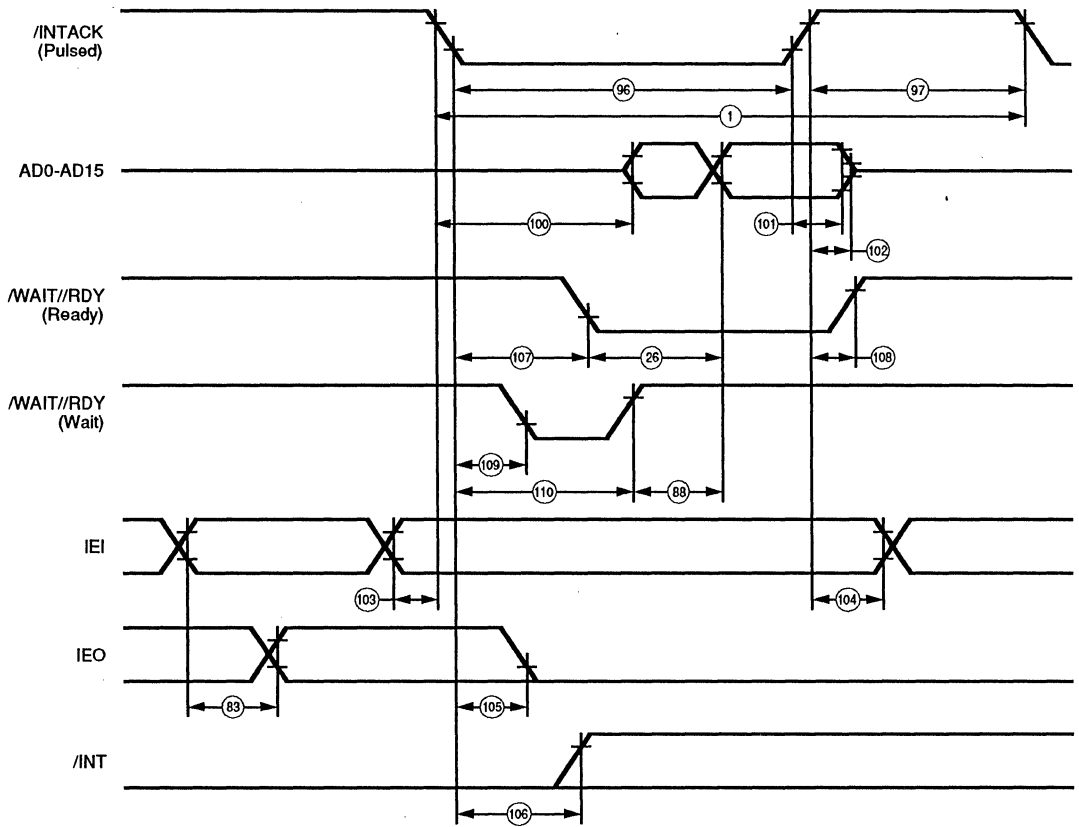 /INTACK
(Pulsed)
96
97
1
AD0-AD15
100
101
102
/WAIT//RDY
(Ready)
107
26
108
/WAIT//RDY
(Wait)
109
110
88
IEI
103
104
IEO
83
105
/INT
106